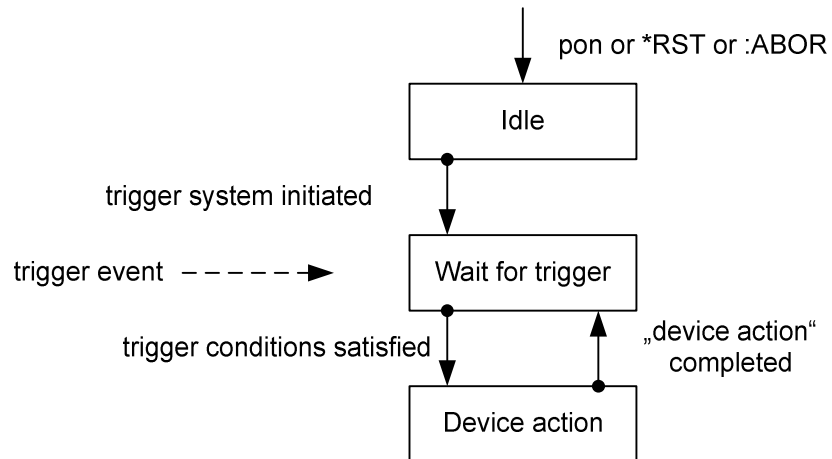 pon or *RST or :ABOR
Idle
trigger system initiated
trigger event
Wait for trigger
trigger conditions satisfied
„device action“
completed
Device action